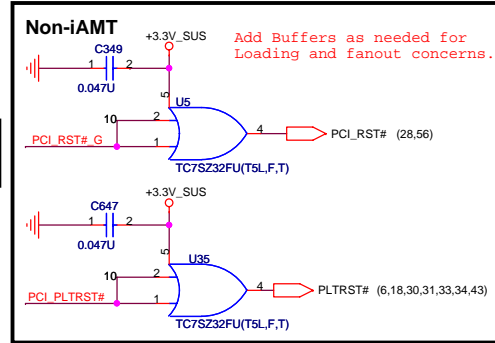 Non-iAMT
+3.3V_SUS
Add Buffers as needed for
Loading and fanout concerns.
C349
1 2
0.047U
5
U5
10
2
PCI_RST#_G
1
4
PCI_RST# (28,56)
TC7SZ32FU(T5L,F,T)
+3.3V_SUS
C647
1 2
0.047U
5
U35
10
2
PCI_PLTRST#
1
4
PLTRST# (6,18,30,31,33,34,43)
TC7SZ32FU(T5L,F,T)